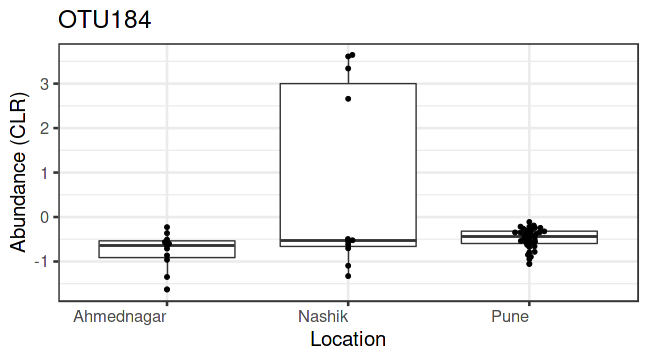 OTU184
Abundance (CLR)
3
2
1
0
-1
Ahmednagar
Nashik
Pune
Location